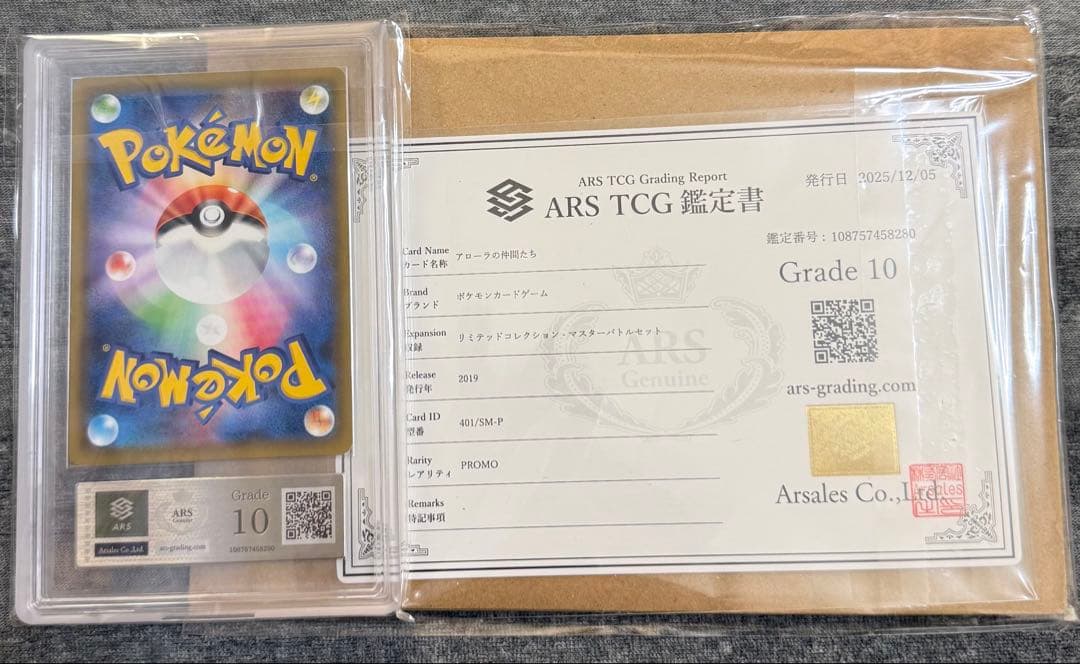 POKéMON
®
POKéMON
®
ARS
Arsales Co.,Ltd.
ARS
Genuine
ars-grading.com
Grade
10
108757458280
ARS TCG Grading Report
ARS TCG 鑑定書
発行日 2025/12/05
鑑定番号:108757458280
Grade 10
ars-grading.com
Arsales Co.,Ltd.
Card Name
カード名称
アローラの仲間たち
Brand
ブランド
ポケモンカードゲーム
Expansion
収録
リミテッドコレクション・マスターバトルセット
Release
発行年
2019
Card ID
型番
401/SM-P
Rarity
レアリティ
PROMO
Remarks
特記事項
ARS
Genuine